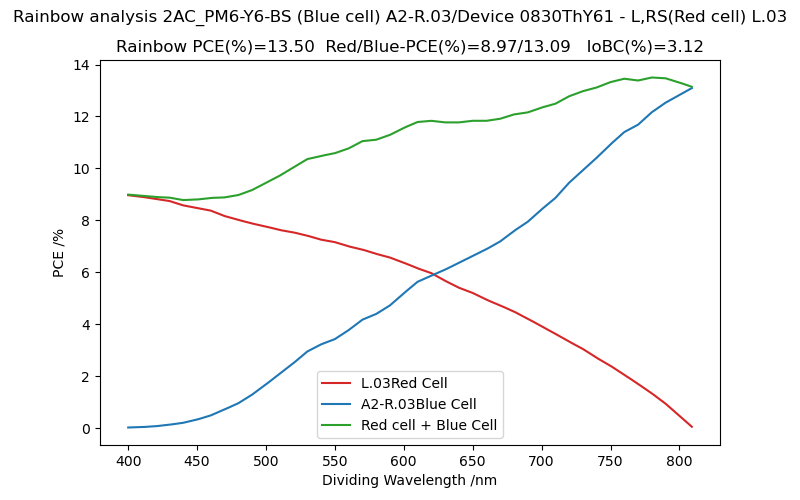 Rainbow analysis 2AC_PM6-Y6-BS (Blue cell) A2-R.03/Device 0830ThY61 - L,RS(Red cell) L.03
Rainbow PCE(%)=13.50  Red/Blue-PCE(%)=8.97/13.09   IoBC(%)=3.12
PCE /%
14
12
10
8
6
4
2
0
L.03Red Cell
A2-R.03Blue Cell
Red cell + Blue Cell
400 450 500 550 600 650 700 750 800
Dividing Wavelength /nm